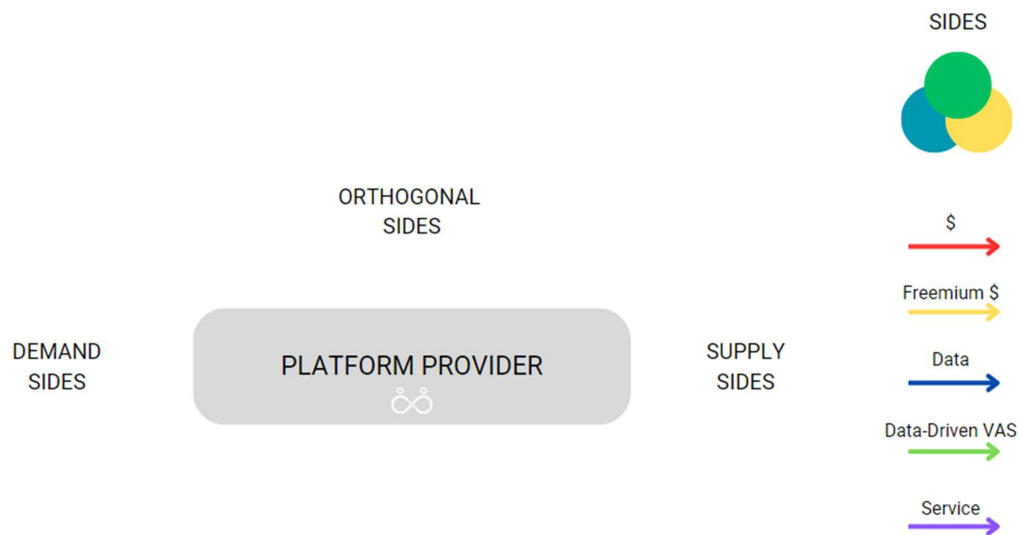 SIDES
ORTHOGONAL
SIDES
$
Freemium $
DEMAND
SIDES
PLATFORM PROVIDER
SUPPLY
SIDES
Data
Data-Driven VAS
Service